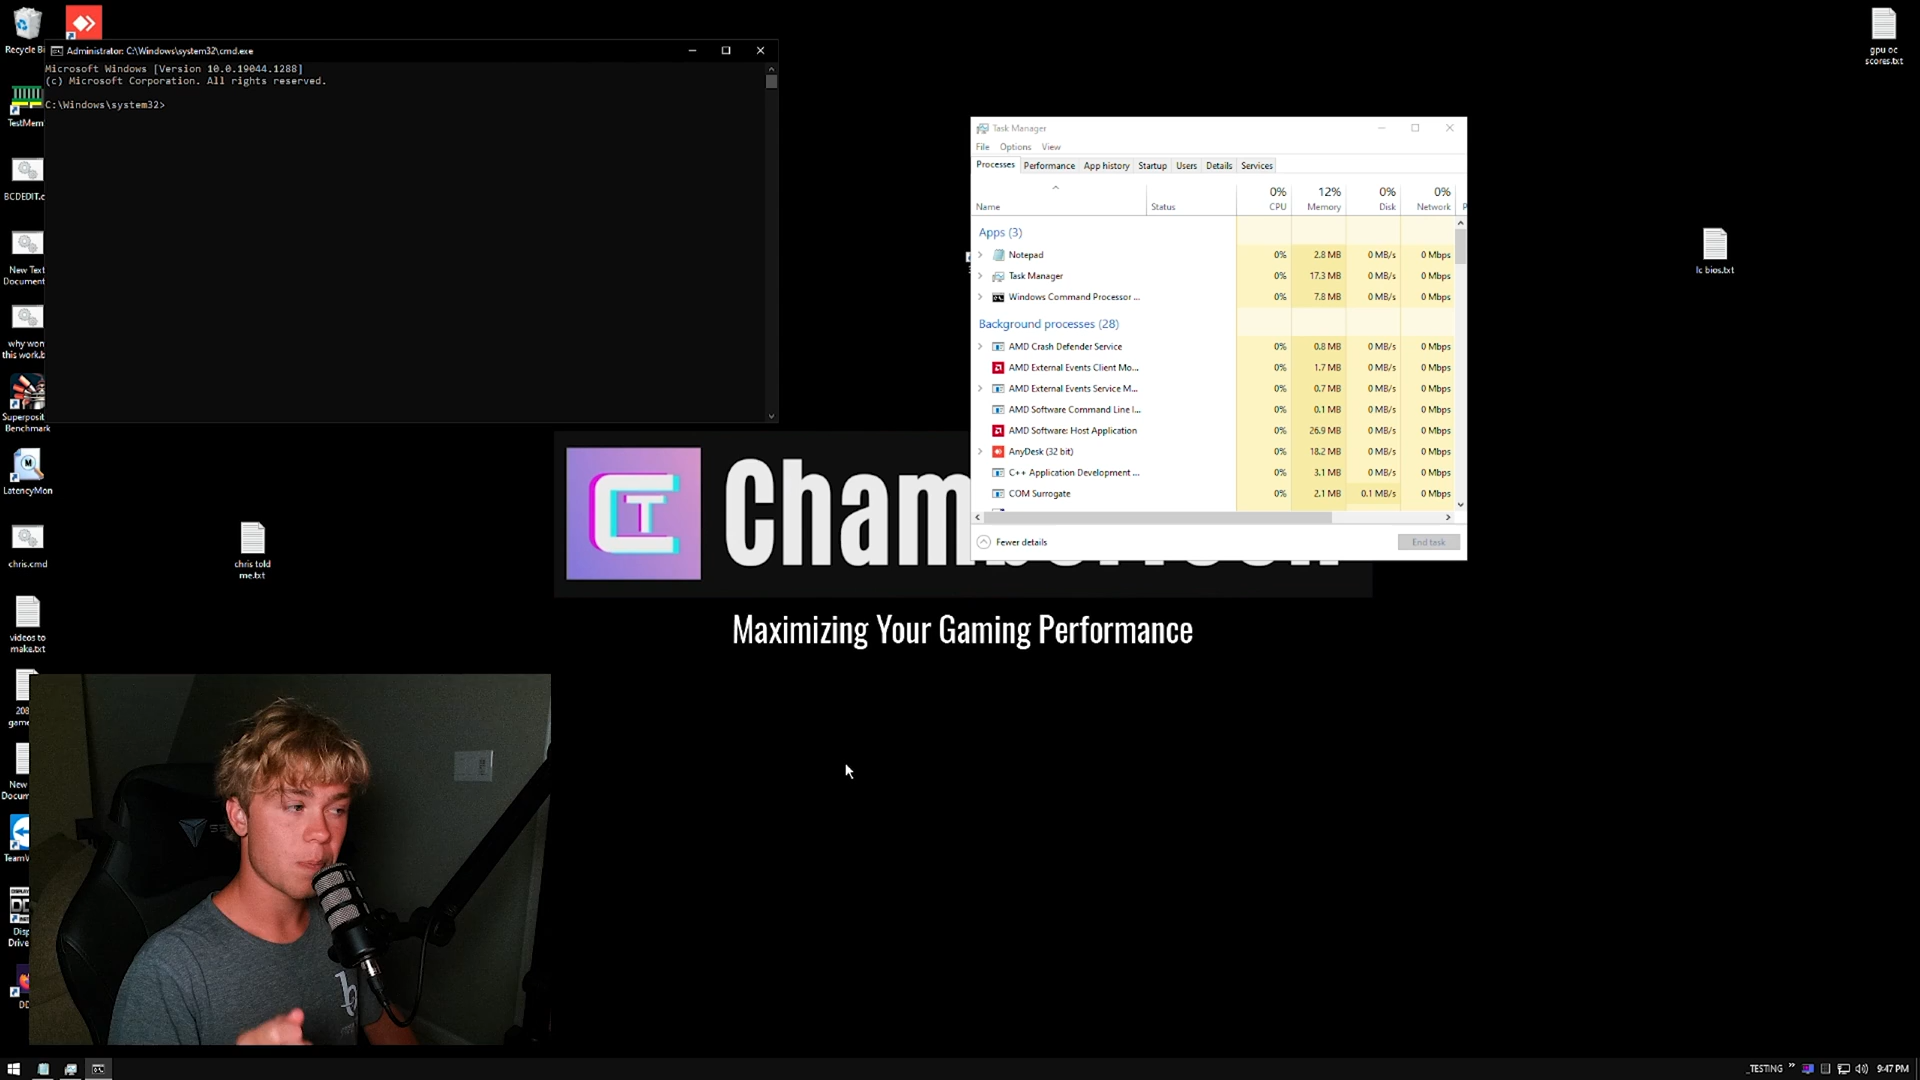 Recycle Bi
Administrator: C:\Windows\system32\cmd.exe
Microsoft Windows [Version 10.0.19044.1288]
(c) Microsoft Corporation. All rights reserved.
C:\Windows\system32>
TestMem
BCDEDIT.c
New Text
Document
why won
this work.b
Superposit
Benchmark
LatencyMon
chris.cmd
videos to
make.txt
208
game
New
Docum
TeamV
Disp
Drive
DD
chris told
me.txt
CT
Cham
Maximizing Your Gaming Performance
Task Manager
File Options View
Processes Performance App history Startup Users Details Services
0% 12% 0% 0%
Name Status CPU Memory Disk Network P
Apps (3)
Notepad 0% 2.8 MB 0 MB/s 0 Mbps
Task Manager 0% 17.3 MB 0 MB/s 0 Mbps
Windows Command Processor ... 0% 7.8 MB 0 MB/s 0 Mbps
Background processes (28)
AMD Crash Defender Service 0% 0.8 MB 0 MB/s 0 Mbps
AMD External Events Client Mo... 0% 1.7 MB 0 MB/s 0 Mbps
AMD External Events Service M... 0% 0.7 MB 0 MB/s 0 Mbps
AMD Software Command Line I... 0% 0.1 MB 0 MB/s 0 Mbps
AMD Software: Host Application 0% 26.9 MB 0 MB/s 0 Mbps
AnyDesk (32 bit) 0% 18.2 MB 0 MB/s 0 Mbps
C++ Application Development ... 0% 3.1 MB 0 MB/s 0 Mbps
COM Surrogate 0% 2.1 MB 0.1 MB/s 0 Mbps
Fewer details
End task
gpu oc
scores.txt
lc bios.txt
_TESTING
9:47 PM